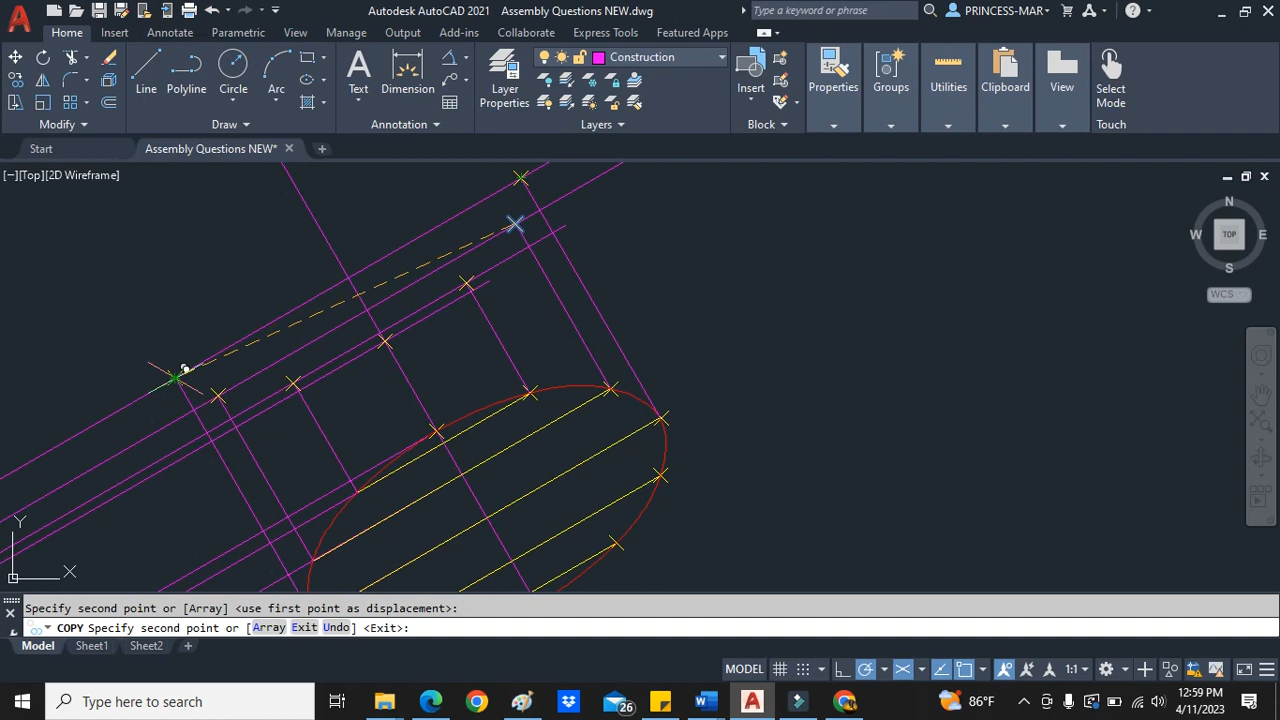 Autodesk AutoCAD 2021 Assembly Questions NEW.dwg
Type a keyword or phrase
PRINCESS-MAR
Home Insert Annotate Parametric View Manage Output Add-ins Collaborate Express Tools Featured Apps
Construction
Line Polyline Circle Arc
Text Dimension
Layer
Properties
Insert
Properties
Groups
Utilities
Clipboard
View
Select
Mode
Modify Draw Annotation Layers Block Touch
Start Assembly Questions NEW*
[−][Top][2D Wireframe]
N
W TOP E
S
WCS
Y
X
Specify second point or [Array] <use first point as displacement>:
COPY Specify second point or [Array Exit Undo] <Exit>:
Model Sheet1 Sheet2
MODEL 1:1
Type here to search
26
86°F
12:59 PM
4/11/2023